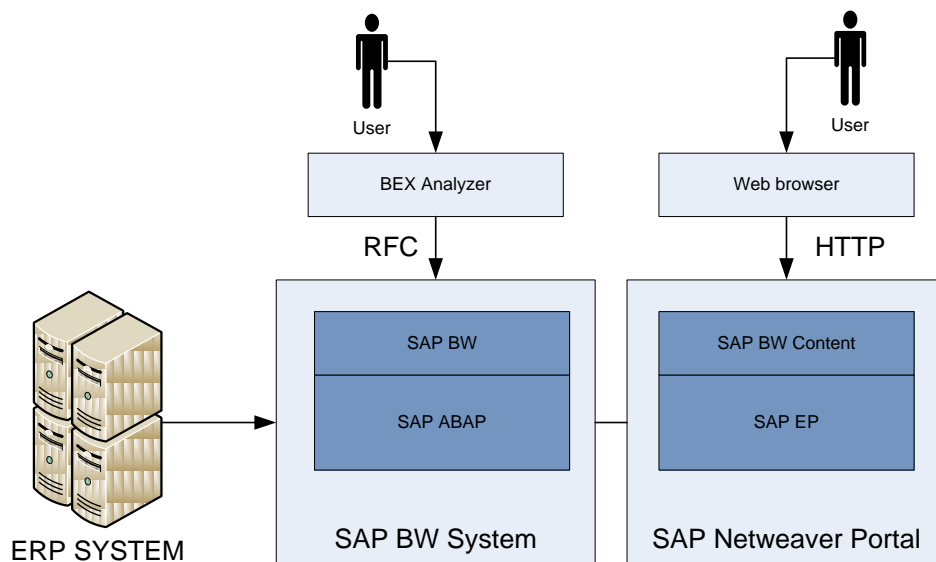 User
User
BEX Analyzer
Web browser
RFC
HTTP
SAP BW
SAP BW Content
SAP ABAP
SAP EP
ERP SYSTEM
SAP BW System
SAP Netweaver Portal